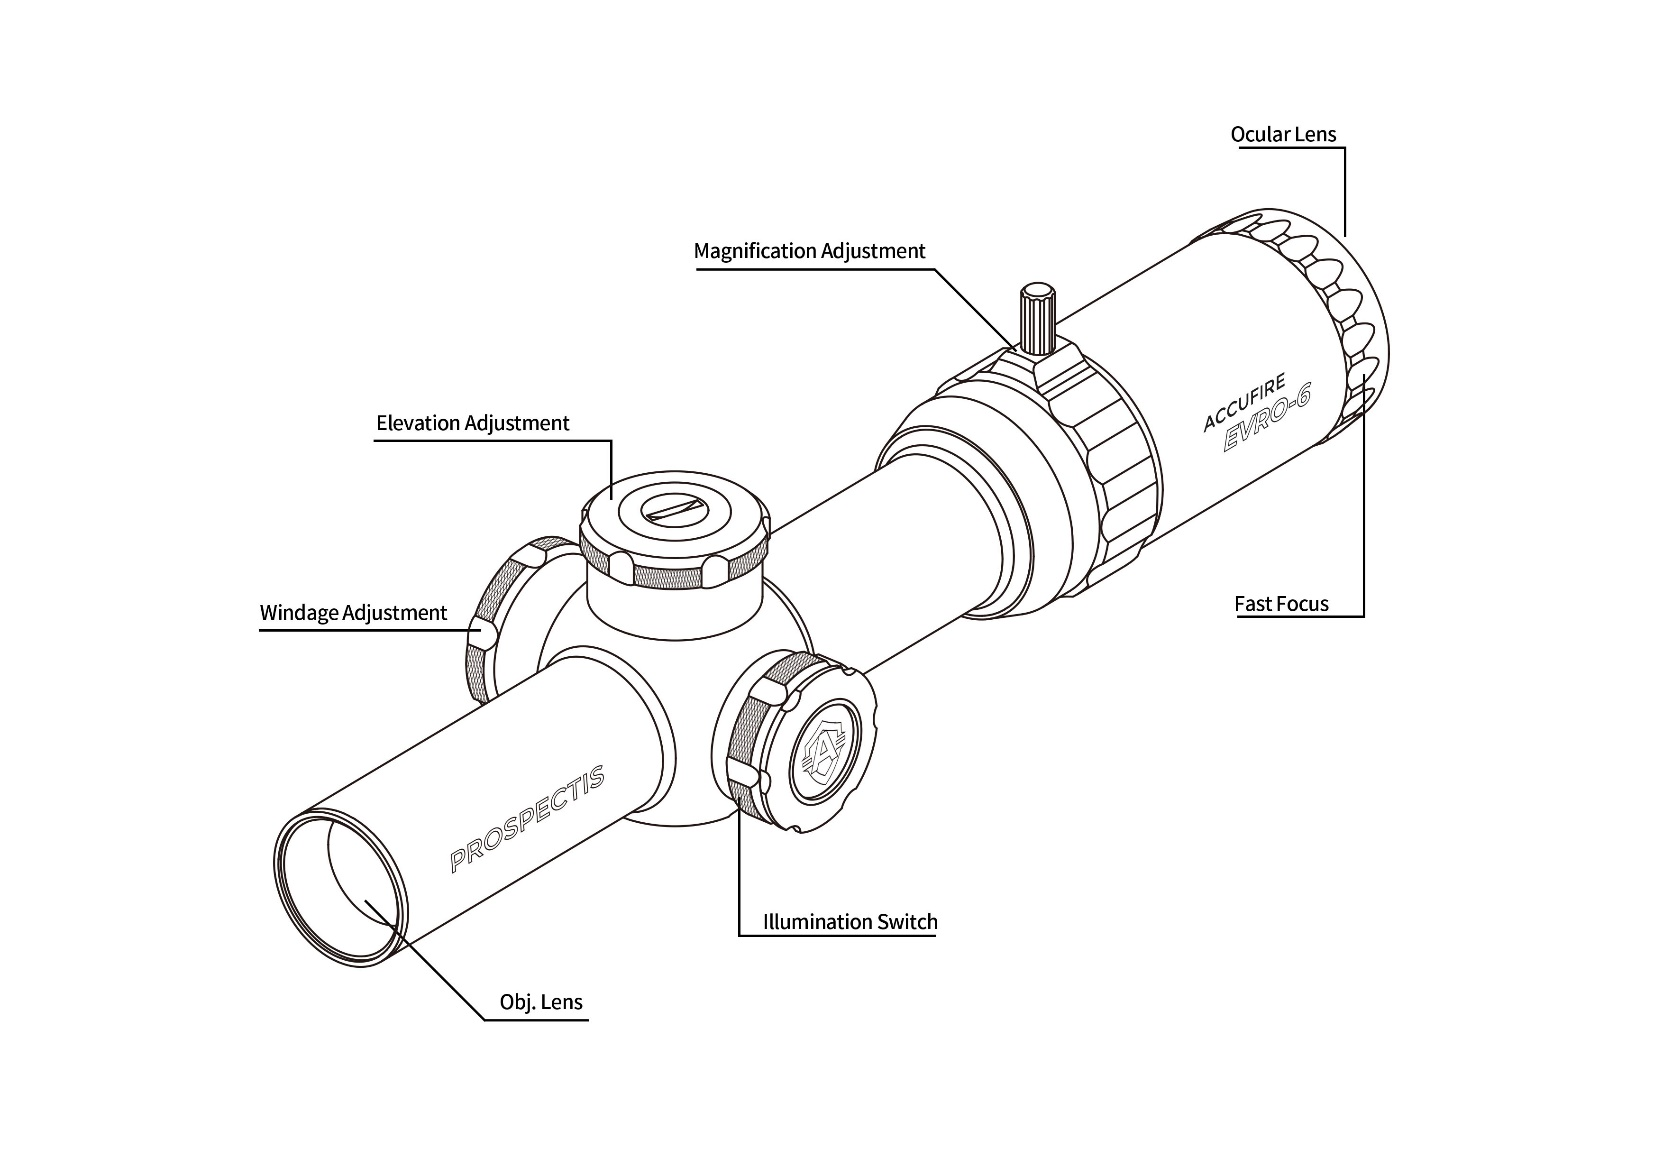 Ocular Lens
Magnification Adjustment
ACCUFIRE
EVRO-6
Elevation Adjustment
Windage Adjustment
Fast Focus
A
PROSPECTIS
Illumination Switch
Obj. Lens